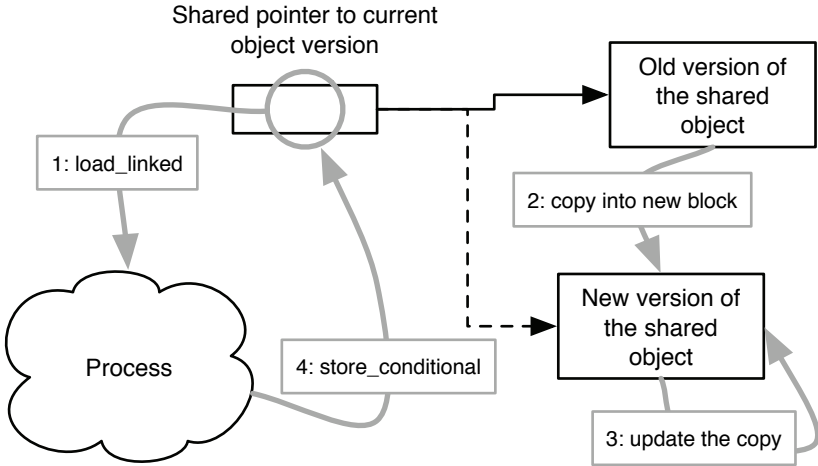 Shared pointer to current
object version
Old version of
the shared
object
1: load_linked
2: copy into new block
New version of
the shared
object
Process
4: store_conditional
3: update the copy